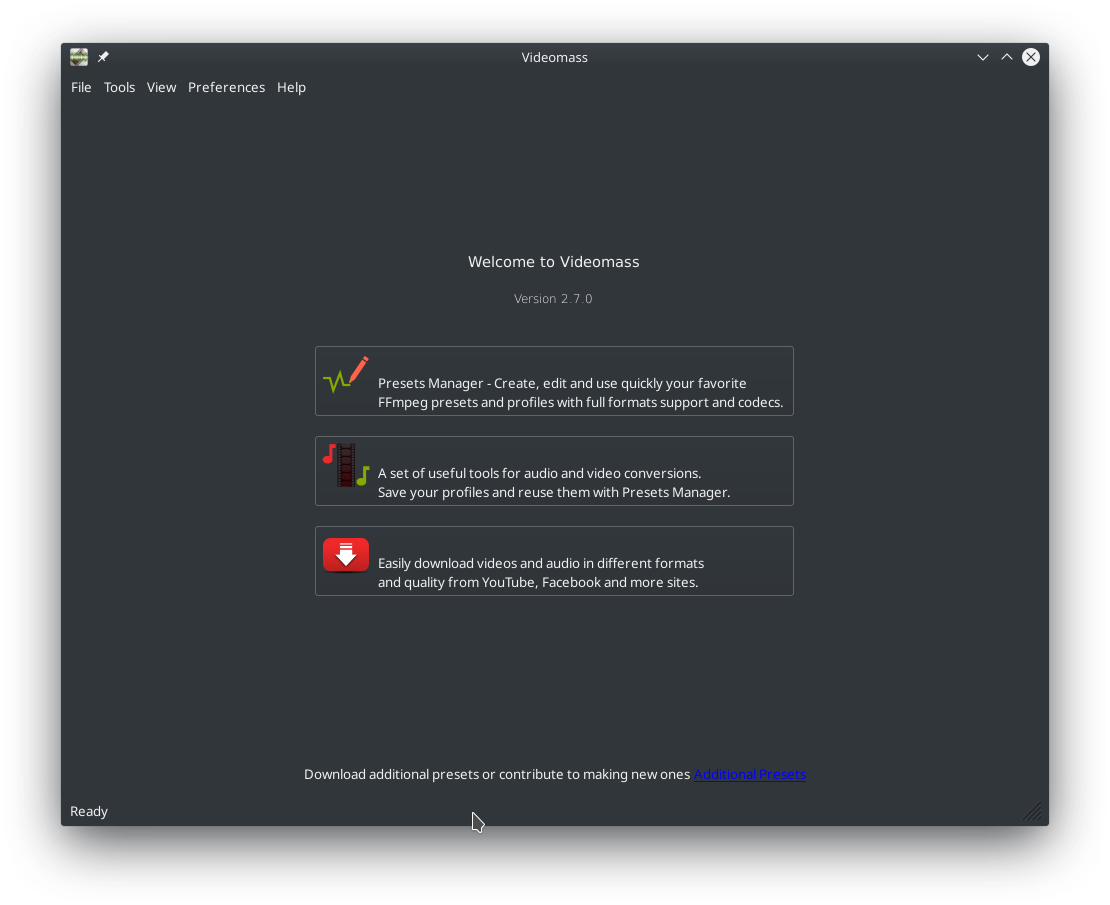 Videomass
File Tools View Preferences Help
Welcome to Videomass
Version 2.7.0
Presets Manager - Create, edit and use quickly your favorite
FFmpeg presets and profiles with full formats support and codecs.
A set of useful tools for audio and video conversions.
Save your profiles and reuse them with Presets Manager.
Easily download videos and audio in different formats
and quality from YouTube, Facebook and more sites.
Download additional presets or contribute to making new ones Additional Presets
Ready